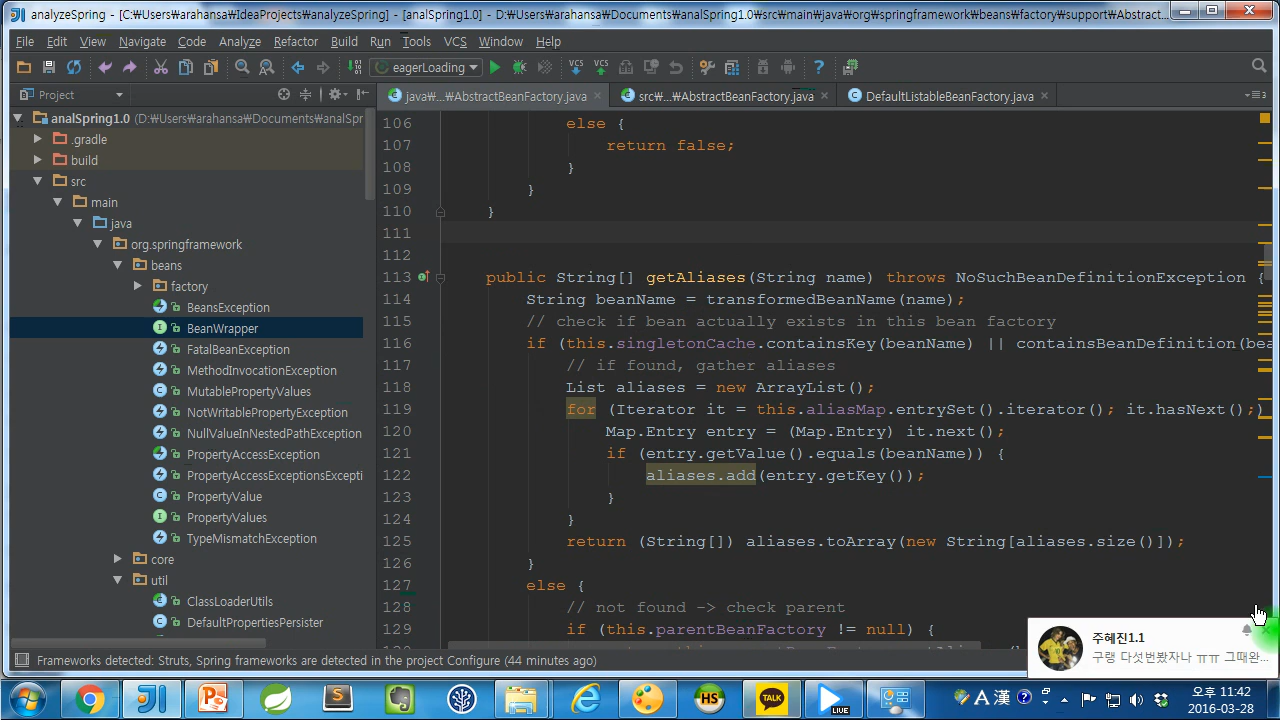 analyzeSpring - [C:₩Users₩arahansa₩IdeaProjects₩analyzeSpring] - [analSpring1.0] - D:₩Users₩arahansa₩Documents₩analSpring1.0₩src₩main₩java₩org₩springframework₩beans₩factory₩support₩Abstract...
File Edit View Navigate Code Analyze Refactor Build Run Tools VCS Window Help
eagerLoading
Project
java₩...₩AbstractBeanFactory.java
src₩...₩AbstractBeanFactory.java
DefaultListableBeanFactory.java
analSpring1.0 (D:₩Users₩arahansa₩Documents₩analSpr
.gradle
build
src
main
java
org.springframework
beans
factory
BeansException
BeanWrapper
FatalBeanException
MethodInvocationException
MutablePropertyValues
NotWritablePropertyException
NullValueInNestedPathException
PropertyAccessException
PropertyAccessExceptionsExcepti
PropertyValue
PropertyValues
TypeMismatchException
core
util
ClassLoaderUtils
DefaultPropertiesPersister
106 else {
107 return false;
108 }
109 }
110 }
111
112
113 public String[] getAliases(String name) throws NoSuchBeanDefinitionException {
114 String beanName = transformedBeanName(name);
115 // check if bean actually exists in this bean factory
116 if (this.singletonCache.containsKey(beanName) || containsBeanDefinition(bea
117 // if found, gather aliases
118 List aliases = new ArrayList();
119 for (Iterator it = this.aliasMap.entrySet().iterator(); it.hasNext();)
120 Map.Entry entry = (Map.Entry) it.next();
121 if (entry.getValue().equals(beanName)) {
122 aliases.add(entry.getKey());
123 }
124 }
125 return (String[]) aliases.toArray(new String[aliases.size()]);
126 }
127 else {
128 // not found -> check parent
129 if (this.parentBeanFactory != null) {
Frameworks detected: Struts, Spring frameworks are detected in the project Configure (44 minutes ago)
주혜진1.1
구랭 다섯번봤자나 ㅠㅠ 그때완...
HS
TALK
LIVE
A 漢
오후 11:42
2016-03-28